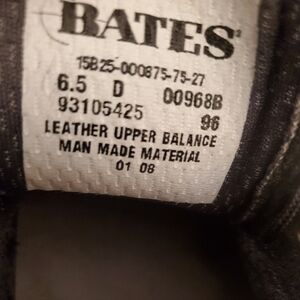 BATES
15B25-000875-75-27
6.5 D 00968B
93105425 96
LEATHER UPPER BALANCE
MAN MADE MATERIAL
01 08